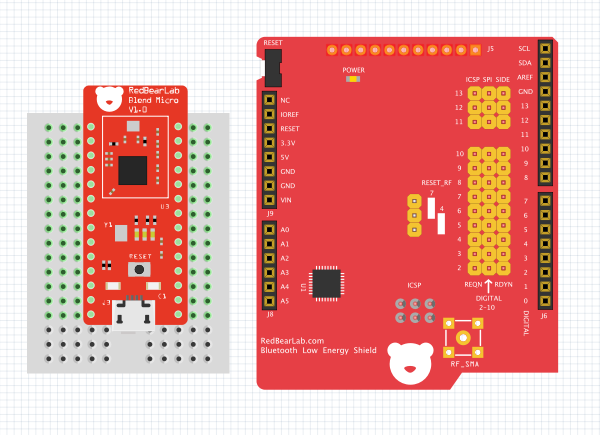 RedBearLab
Blend Micro
V1.0
U3
Y1
RESET
J3
C1
RESET
J5
POWER
ICSP SPI SIDE
13
12
11
10
9
8
7
6
5
4
3
2
SCL
SDA
AREF
GND
13
12
11
10
9
8
7
6
5
4
3
2
1
0
J6
DIGITAL
NC
IOREF
RESET
3.3V
5V
GND
GND
VIN
J9
A0
A1
A2
A3
A4
A5
J8
RESET_RF
7
4
U1
ICSP
REQN RDYN
DIGITAL
2-10
RedBearLab.com
Bluetooth Low Energy Shield
RF_SMA